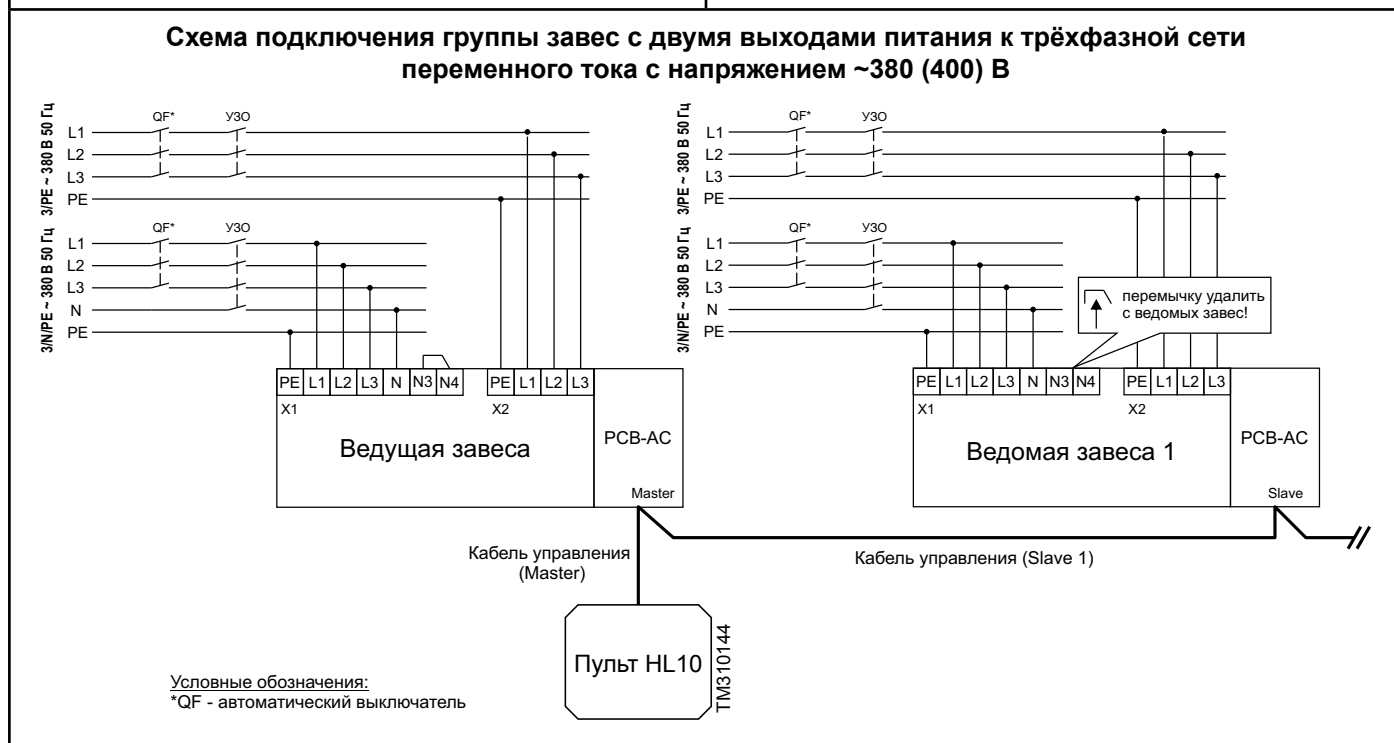 Схема подключения группы завес с двумя выходами питания к трёхфазной сети
переменного тока с напряжением ~380 (400) В
3/PE ~ 380 В 50 Гц
QF*
УЗО
L1
L2
L3
PE
3/N/PE ~ 380 В 50 Гц
QF*
УЗО
L1
L2
L3
N
PE
PE L1 L2 L3 N N3 N4
PE L1 L2 L3
X1
X2
Ведущая завеса
PCB-AC
Master
3/PE ~ 380 В 50 Гц
QF*
УЗО
L1
L2
L3
PE
3/N/PE ~ 380 В 50 Гц
QF*
УЗО
L1
L2
L3
N
PE
перемычку удалить
с ведомых завес!
PE L1 L2 L3 N N3 N4
PE L1 L2 L3
X1
X2
Ведомая завеса 1
PCB-AC
Slave
Кабель управления
(Master)
Кабель управления (Slave 1)
Пульт HL10
TM310144
Условные обозначения:
*QF - автоматический выключатель